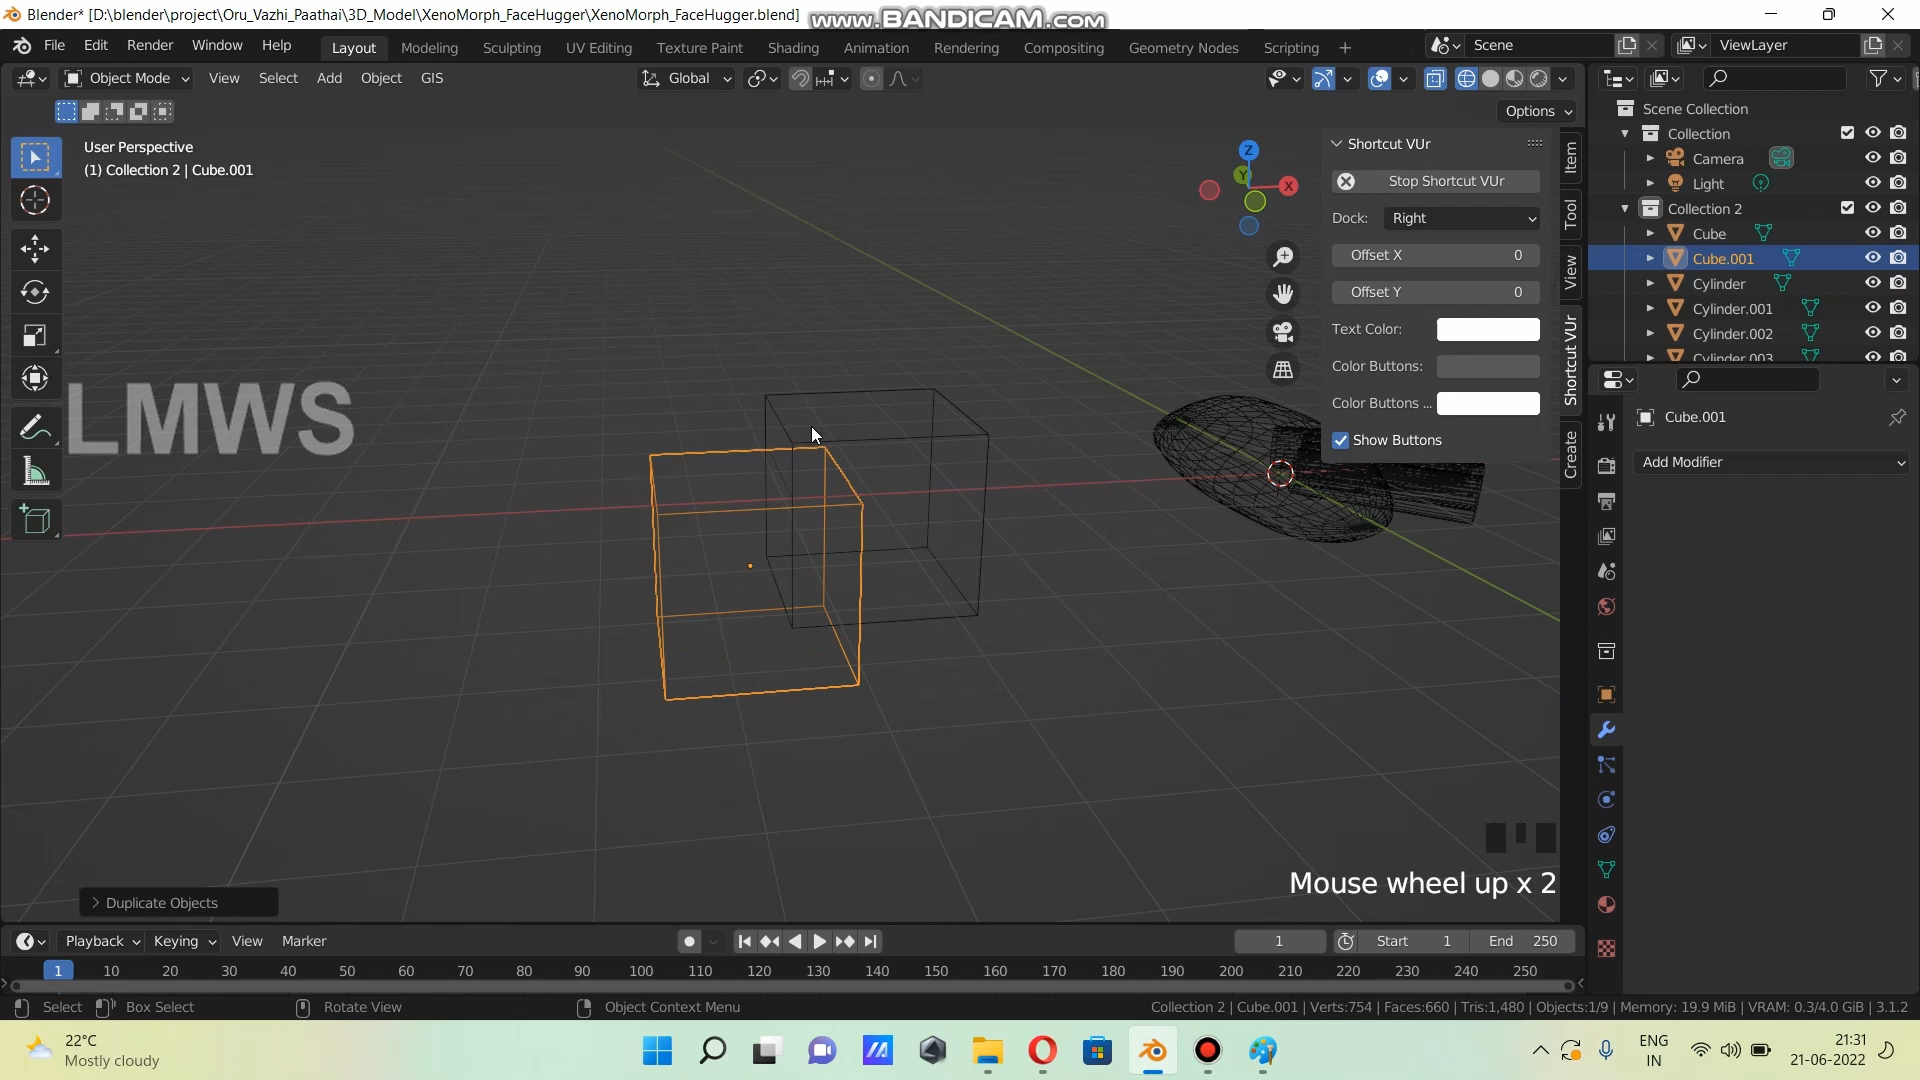 Blender* [D:\blender\project\Oru_Vazhi_Paathai\3D_Model\XenoMorph_FaceHugger\XenoMorph_FaceHugger.blend]
www.BANDICAM.com
File Edit Render Window Help
Layout Modeling Sculpting UV Editing Texture Paint Shading Animation Rendering Compositing Geometry Nodes Scripting +
Scene
ViewLayer
Object Mode View Select Add Object GIS
Global
Options
User Perspective
(1) Collection 2 | Cube.001
Z
Y
X
Shortcut VUr
Stop Shortcut VUr
Dock: Right
Offset X 0
Offset Y 0
Text Color:
Color Buttons:
Color Buttons ...
Show Buttons
Item
Tool
View
Shortcut VUr
Create
Scene Collection
Collection
Camera
Light
Collection 2
Cube
Cube.001
Cylinder
Cylinder.001
Cylinder.002
Cylinder.003
Cube.001
Add Modifier
LMWS
Mouse wheel up x 2
Duplicate Objects
Playback Keying View Marker
1
Start 1
End 250
1 10 20 30 40 50 60 70 80 90 100 110 120 130 140 150 160 170 180 190 200 210 220 230 240 250
Select Box Select Rotate View Object Context Menu
Collection 2 | Cube.001 | Verts:754 | Faces:660 | Tris:1,480 | Objects:1/9 | Memory: 19.9 MiB | VRAM: 0.3/4.0 GiB | 3.1.2
22°C
Mostly cloudy
ENG
IN
21:31
21-06-2022